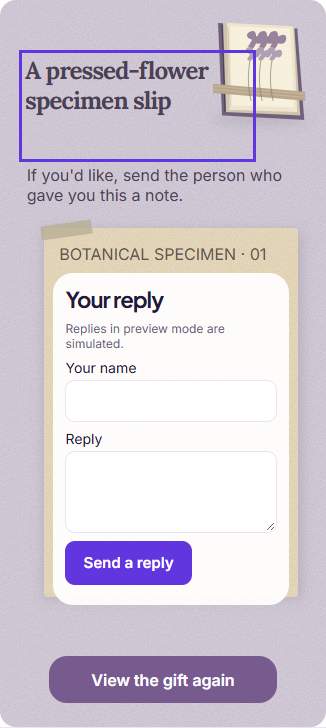 A pressed-flower
specimen slip
If you'd like, send the person who
gave you this a note.
BOTANICAL SPECIMEN · 01
Your reply
Replies in preview mode are
simulated.
Your name
Reply
Send a reply
View the gift again